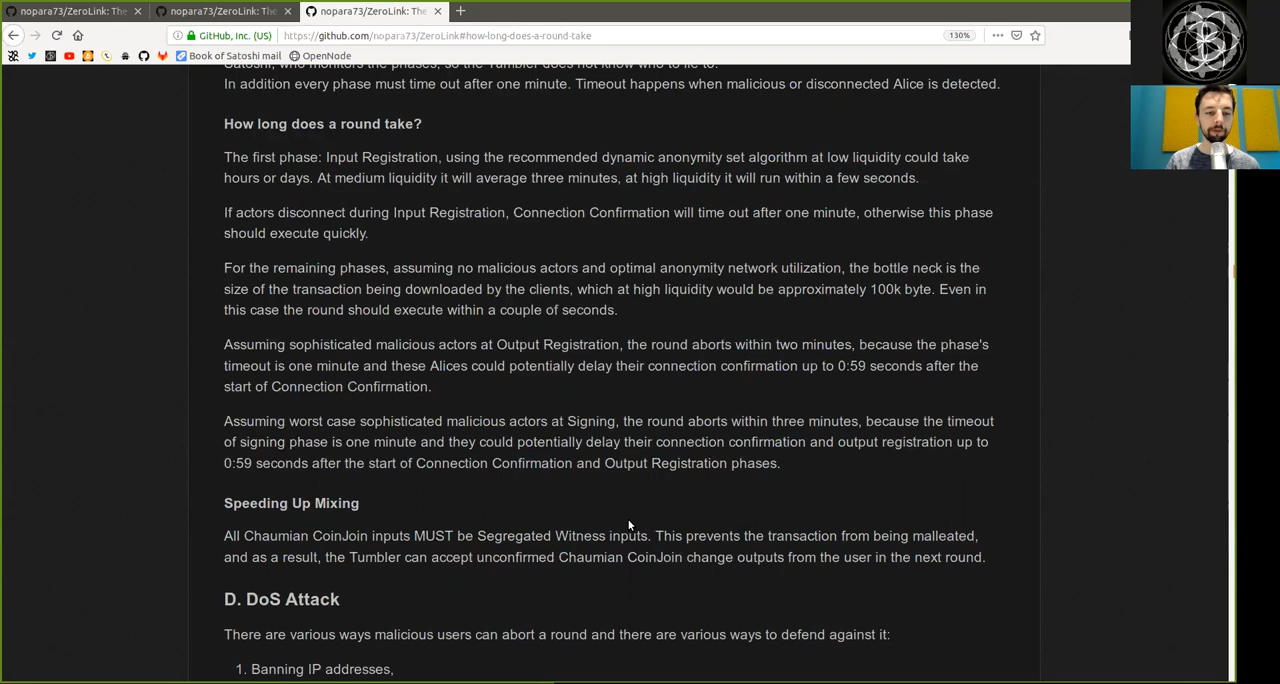 nopara73/ZeroLink: The
nopara73/ZeroLink: The
nopara73/ZeroLink: The
GitHub, Inc. (US)
https://github.com/nopara73/ZeroLink#how-long-does-a-round-take
130%
Book of Satoshi mail
OpenNode
Satoshi, who monitors the phases, so the Tumbler does not know who to lie to.
In addition every phase must time out after one minute. Timeout happens when malicious or disconnected Alice is detected.
How long does a round take?
The first phase: Input Registration, using the recommended dynamic anonymity set algorithm at low liquidity could take
hours or days. At medium liquidity it will average three minutes, at high liquidity it will run within a few seconds.
If actors disconnect during Input Registration, Connection Confirmation will time out after one minute, otherwise this phase
should execute quickly.
For the remaining phases, assuming no malicious actors and optimal anonymity network utilization, the bottle neck is the
size of the transaction being downloaded by the clients, which at high liquidity would be approximately 100k byte. Even in
this case the round should execute within a couple of seconds.
Assuming sophisticated malicious actors at Output Registration, the round aborts within two minutes, because the phase's
timeout is one minute and these Alices could potentially delay their connection confirmation up to 0:59 seconds after the
start of Connection Confirmation.
Assuming worst case sophisticated malicious actors at Signing, the round aborts within three minutes, because the timeout
of signing phase is one minute and they could potentially delay their connection confirmation and output registration up to
0:59 seconds after the start of Connection Confirmation and Output Registration phases.
Speeding Up Mixing
All Chaumian CoinJoin inputs MUST be Segregated Witness inputs. This prevents the transaction from being malleated,
and as a result, the Tumbler can accept unconfirmed Chaumian CoinJoin change outputs from the user in the next round.
D. DoS Attack
There are various ways malicious users can abort a round and there are various ways to defend against it:
1. Banning IP addresses,